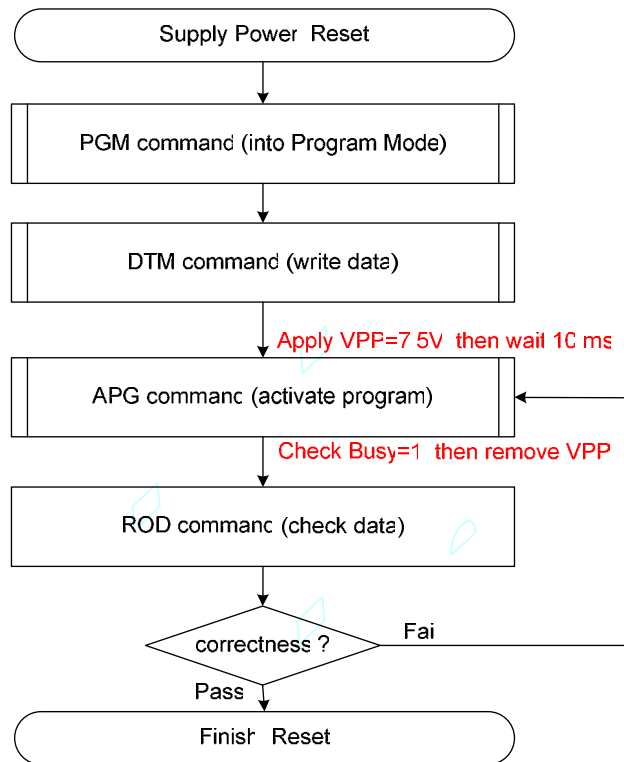 Supply Power Reset
PGM command (into Program Mode)
DTM command (write data)
Apply VPP=7.5V then wait 10 ms
APG command (activate program)
Check Busy=1 then remove VPP
ROD command (check data)
correctness ?
Fai
Pass
Finish Reset